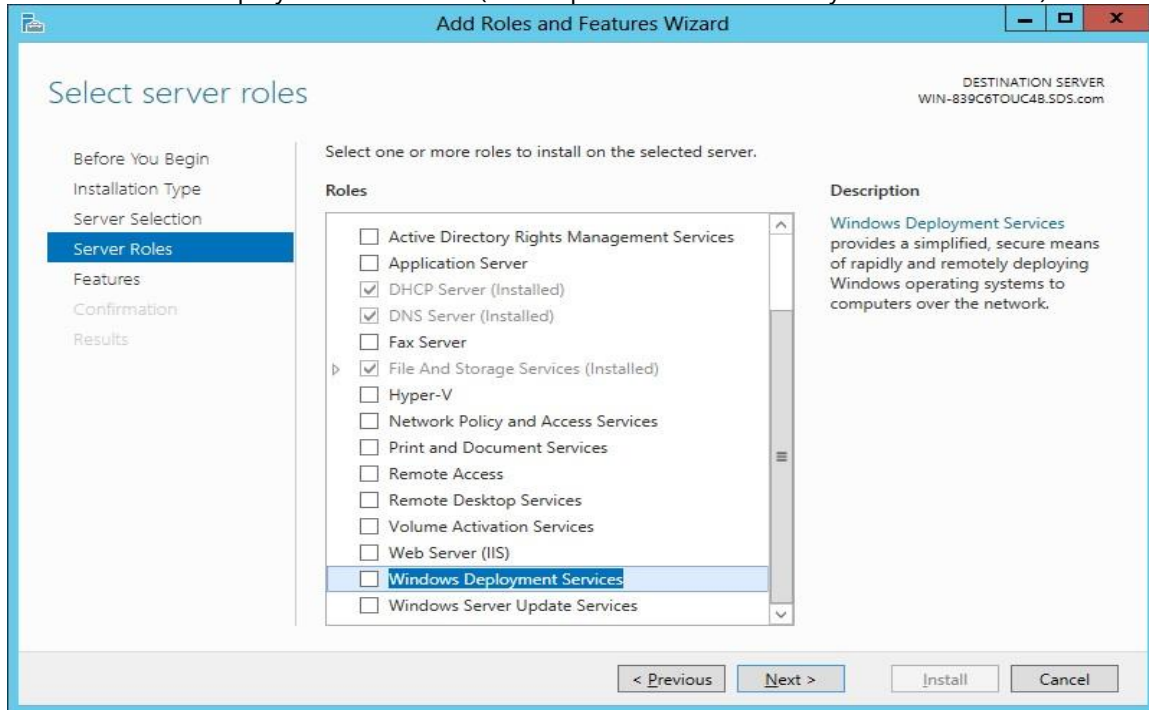 Add Roles and Features Wizard
Select server roles
DESTINATION SERVER
WIN-839C6TOUC4B.SDS.com
Before You Begin
Installation Type
Server Selection
Server Roles
Features
Confirmation
Results
Select one or more roles to install on the selected server.
Roles
Active Directory Rights Management Services
Application Server
DHCP Server (Installed)
DNS Server (Installed)
Fax Server
File And Storage Services (Installed)
Hyper-V
Network Policy and Access Services
Print and Document Services
Remote Access
Remote Desktop Services
Volume Activation Services
Web Server (IIS)
Windows Deployment Services
Windows Server Update Services
Description
Windows Deployment Services
provides a simplified, secure means
of rapidly and remotely deploying
Windows operating systems to
computers over the network.
< Previous
Next >
Install
Cancel